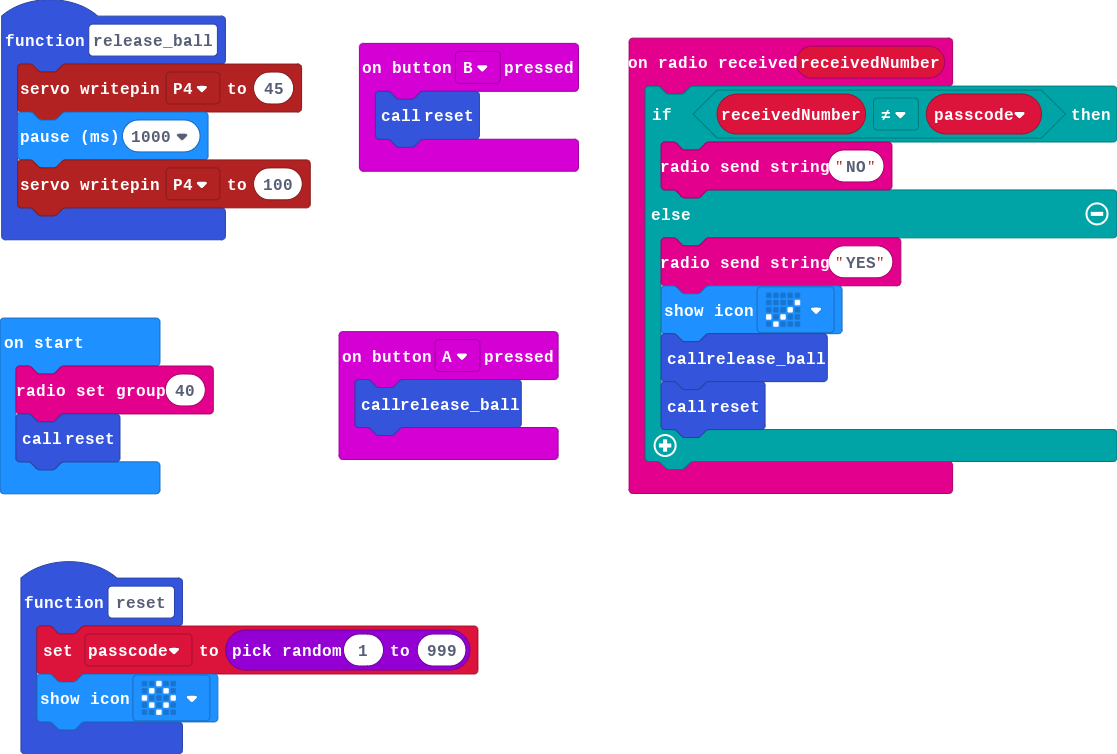 function release_ball
servo writepin P4 to 45
pause (ms) 1000
servo writepin P4 to 100
on button B pressed
call reset
on radio received receivedNumber
if receivedNumber ≠ passcode then
radio send string "NO"
else
radio send string "YES"
show icon
call release_ball
call reset
on start
radio set group 40
call reset
on button A pressed
call release_ball
function reset
set passcode to pick random 1 to 999
show icon